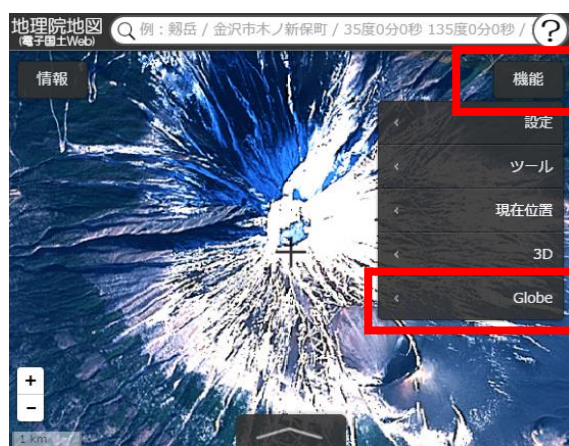 地理院地図
(電子国土Web)
例：剱岳 / 金沢市木ノ新保町 / 35度0分0秒 135度0分0秒 /
?
情報
機能
設定
ツール
現在位置
3D
Globe
+
-
1 km